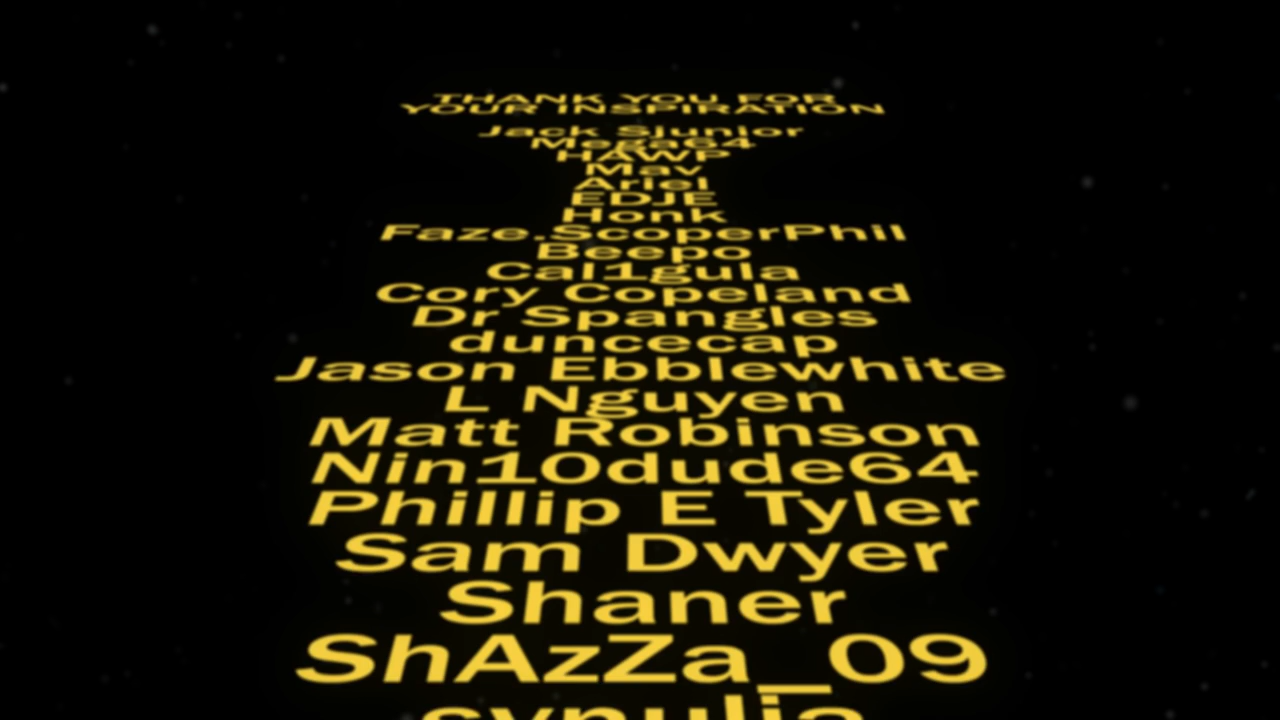 THANK YOU FOR
YOUR INSPIRATION
Jack Sjunior
Mega64
HAWP
Mav
Ariel
EDJE
Honk
Faze.ScoperPhil
Beepo
Cal1gula
Cory Copeland
Dr Spangles
duncecap
Jason Ebblewhite
L Nguyen
Matt Robinson
Nin10dude64
Phillip E Tyler
Sam Dwyer
Shaner
ShAzZa_09